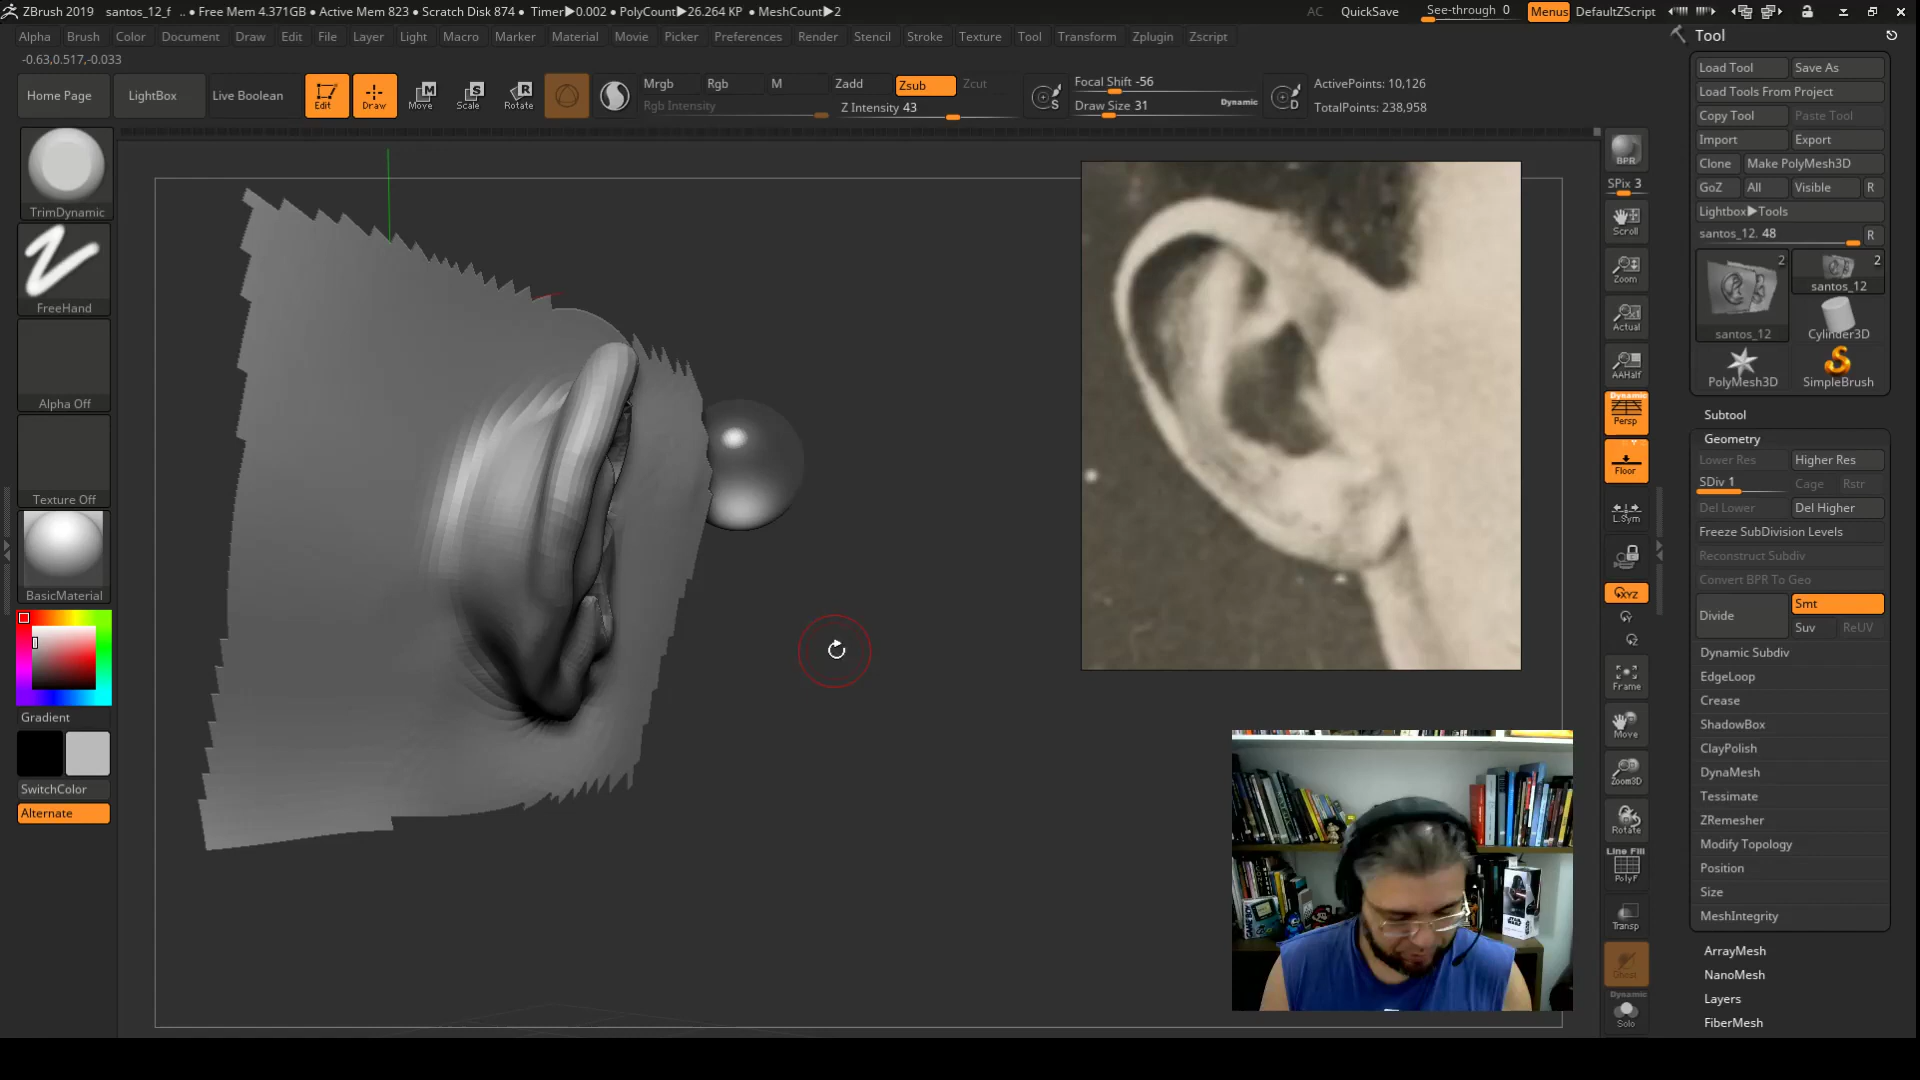 ZBrush 2019 santos_12_f .. • Free Mem 4.371GB • Active Mem 823 • Scratch Disk 874 • Timer▶0.002 • PolyCount▶26.264 KP • MeshCount▶2
AC QuickSave See-through 0 Menus DefaultZScript
Alpha Brush Color Document Draw Edit File Layer Light Macro Marker Material Movie Picker Preferences Render Stencil Stroke Texture Tool Transform Zplugin Zscript
-0.63,0.517,-0.033
Home Page LightBox Live Boolean Edit Draw Move Scale Rotate
Mrgb Rgb M Zadd Zsub Zcut
Rgb Intensity Z Intensity 43
Focal Shift -56
Draw Size 31 Dynamic
ActivePoints: 10,126
TotalPoints: 238,958
TrimDynamic
FreeHand
Alpha Off
Texture Off
BasicMaterial
Gradient
SwitchColor
Alternate
BPR
SPix 3
Scroll
Zoom
Actual
AAHalf
Dynamic
Persp
Floor
L.Sym
XYZ
Frame
Move
Zoom3D
Rotate
Line Fill
PolyF
Transp
Ghost
Dynamic
Solo
Tool
Load Tool Save As
Load Tools From Project
Copy Tool Paste Tool
Import Export
Clone Make PolyMesh3D
GoZ All Visible R
Lightbox▶Tools
santos_12. 48 R
2 2
santos_12
santos_12 Cylinder3D
PolyMesh3D SimpleBrush
Subtool
Geometry
Lower Res Higher Res
SDiv 1 Cage Rstr
Del Lower Del Higher
Freeze SubDivision Levels
Reconstruct Subdiv
Convert BPR To Geo
Divide Smt
Suv ReUV
Dynamic Subdiv
EdgeLoop
Crease
ShadowBox
ClayPolish
DynaMesh
Tessimate
ZRemesher
Modify Topology
Position
Size
MeshIntegrity
ArrayMesh
NanoMesh
Layers
FiberMesh
STAR WARS